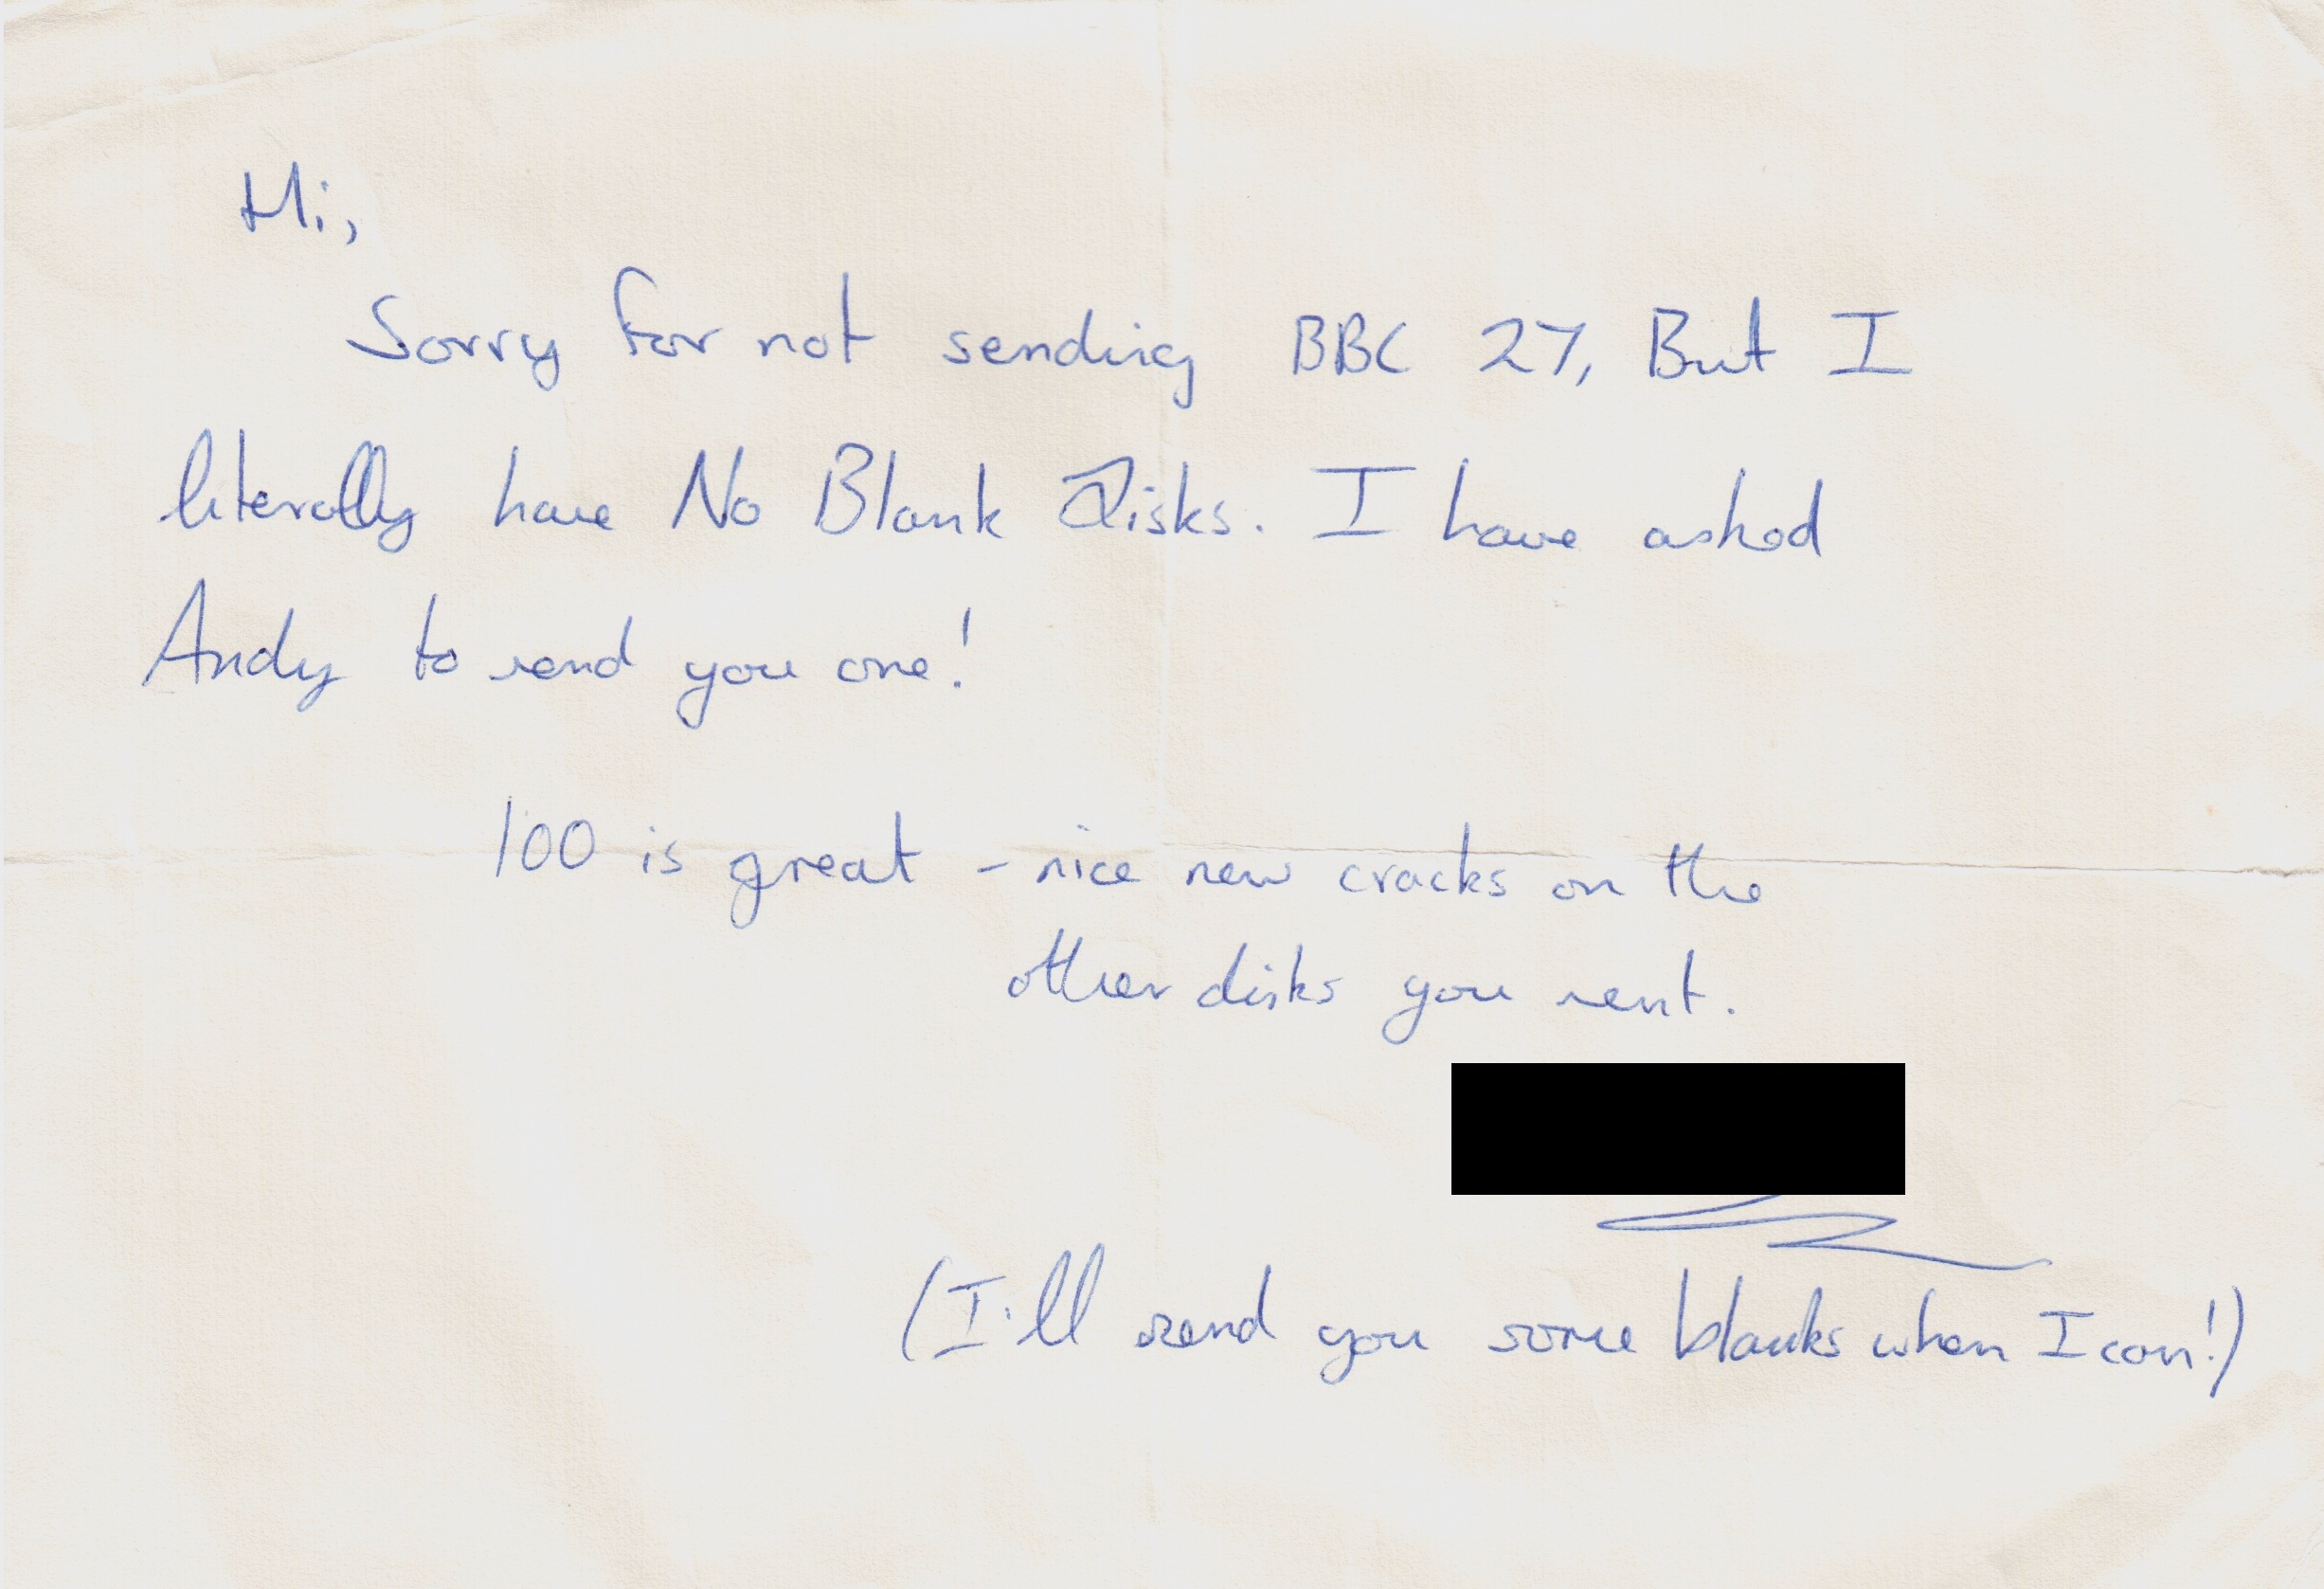 Hi,
Sorry for not sending BBC 27, But I
literally have No Blank Disks. I have asked
Andy to send you one!
100 is great - nice new cracks on the
other disks you sent.
(I'll send you some blanks when I can!)